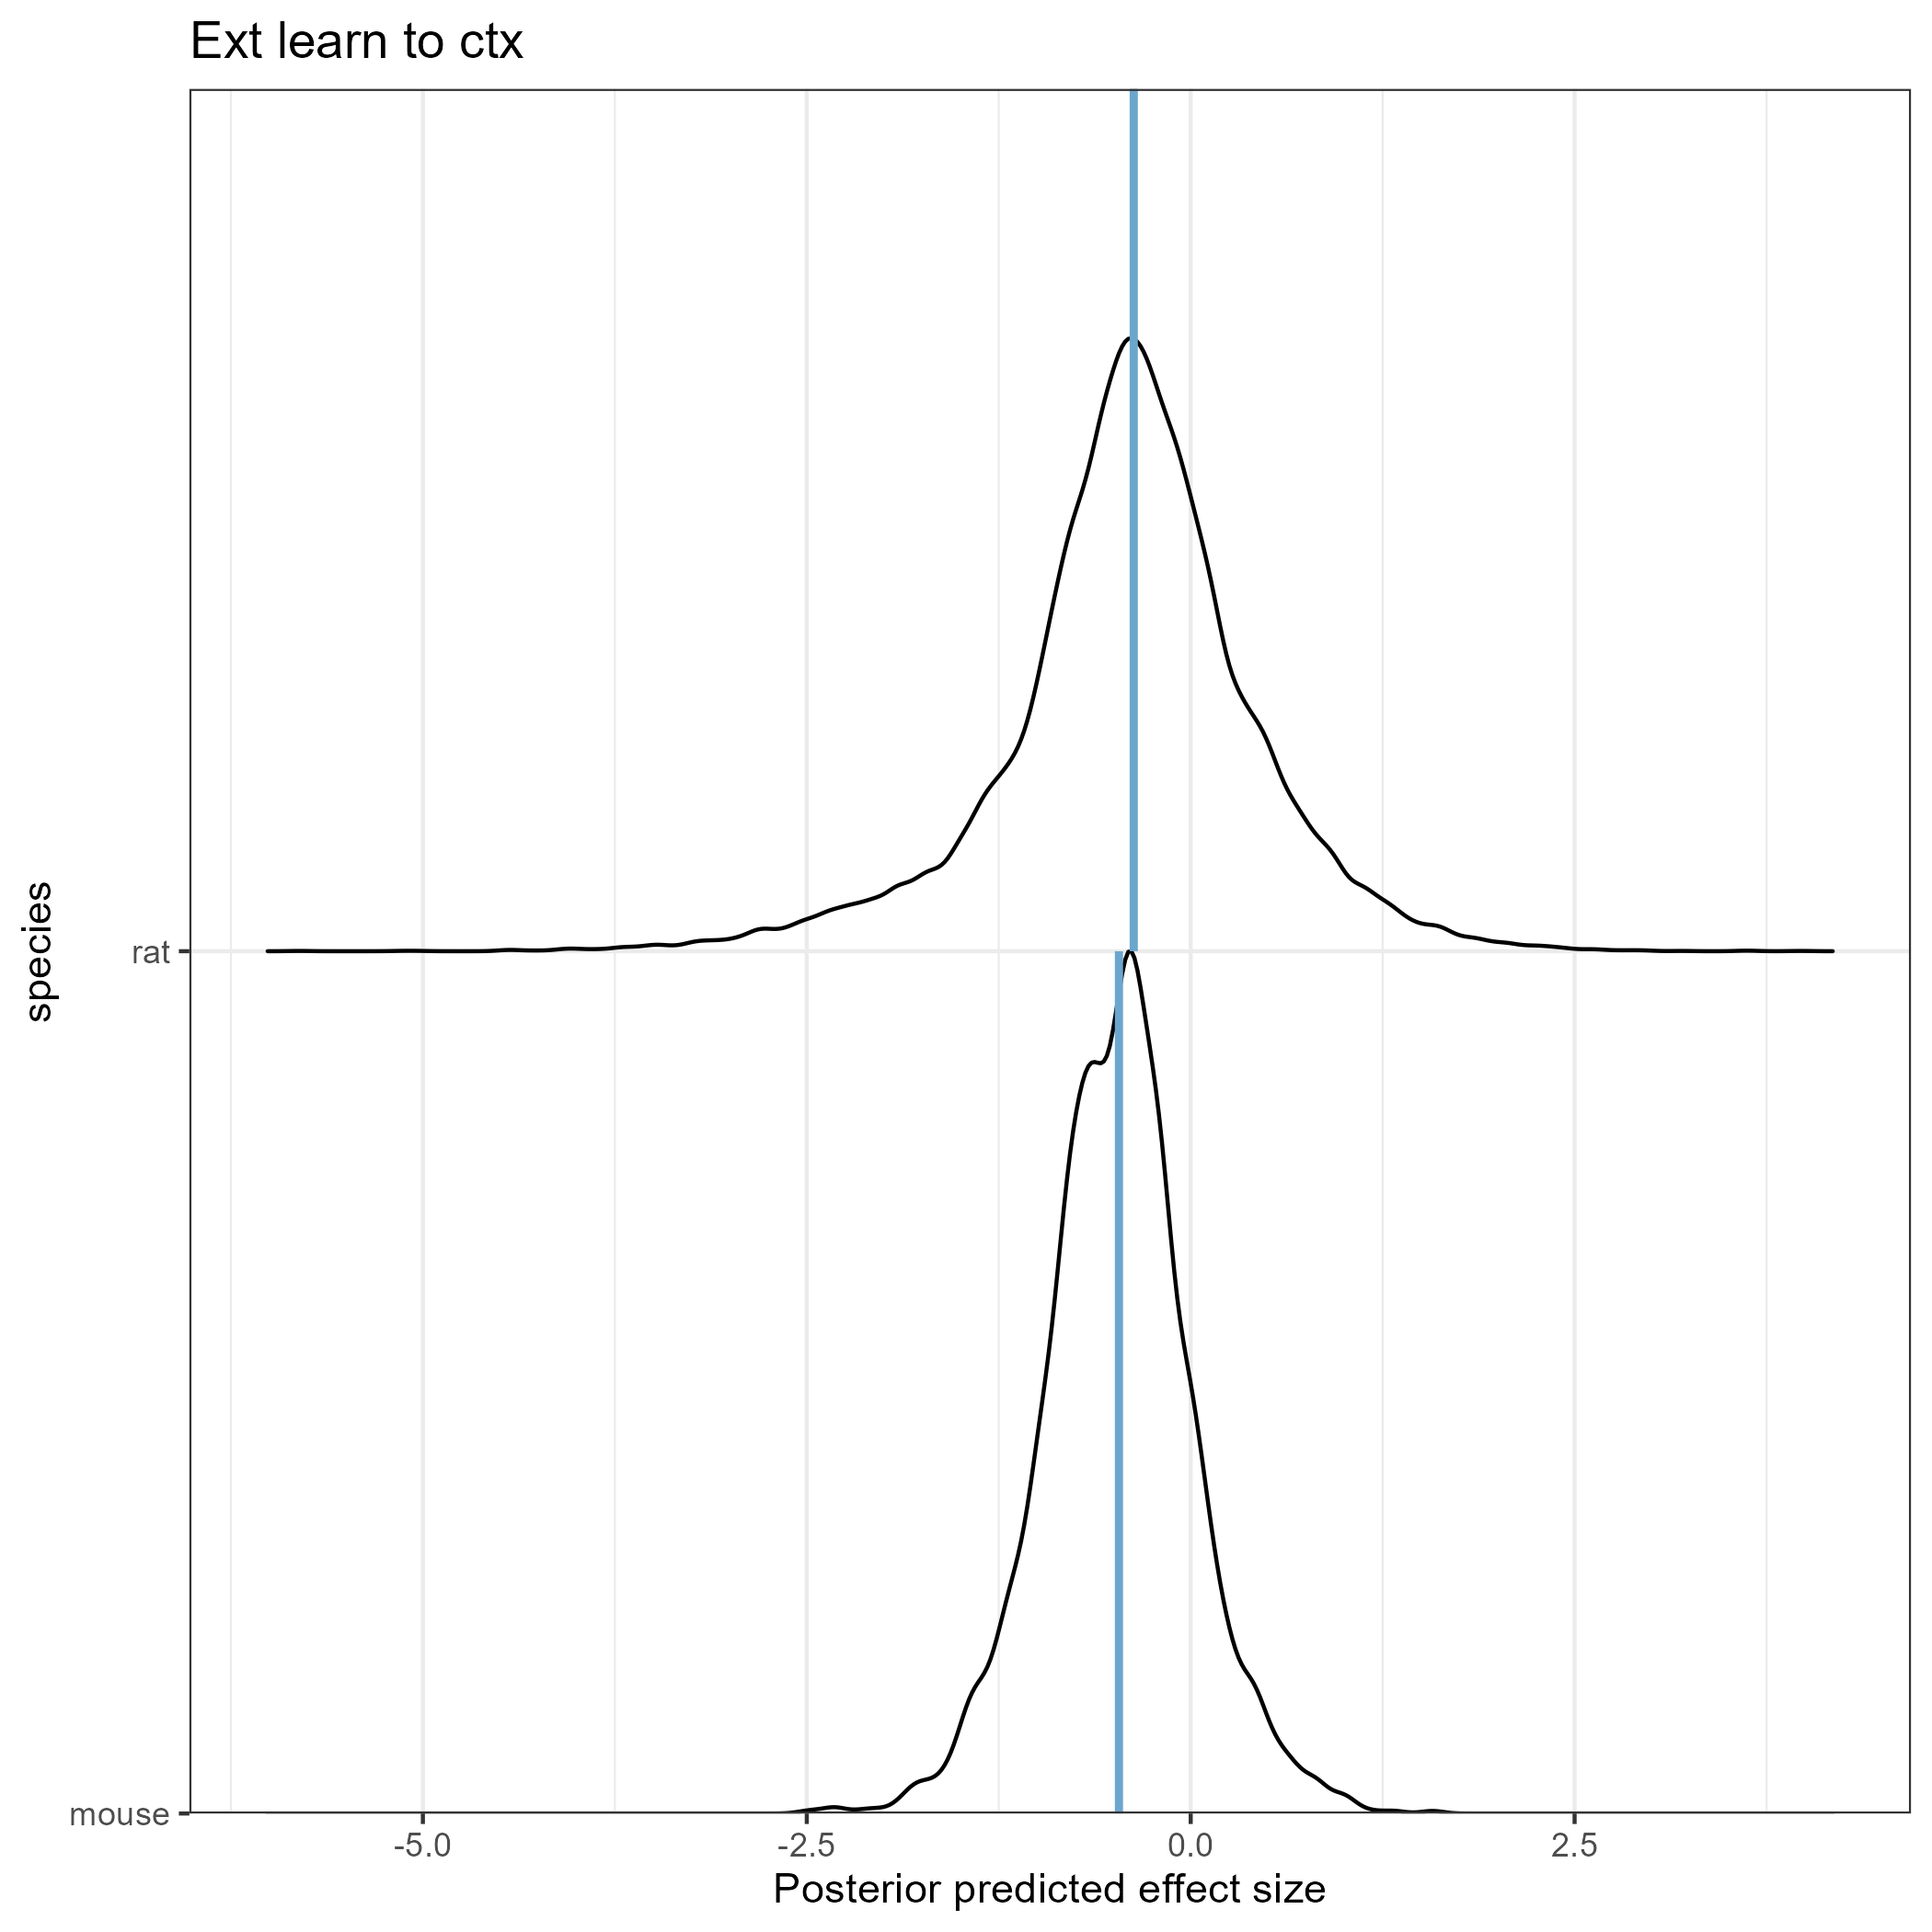 Ext learn to ctx
species
rat
mouse
-5.0 -2.5 0.0 2.5
Posterior predicted effect size